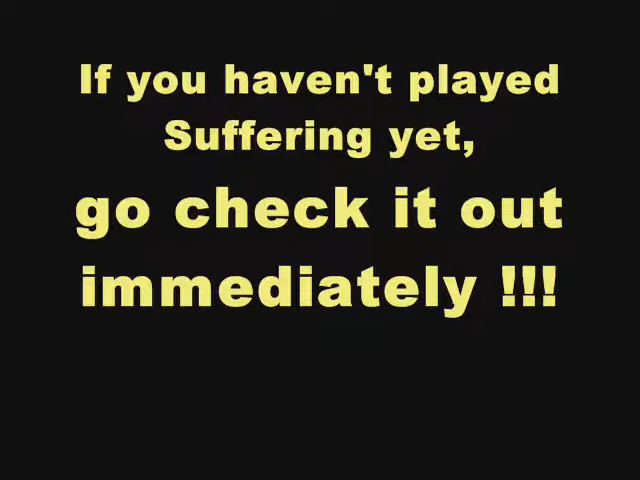 If you haven't played
Suffering yet,
go check it out
immediately !!!